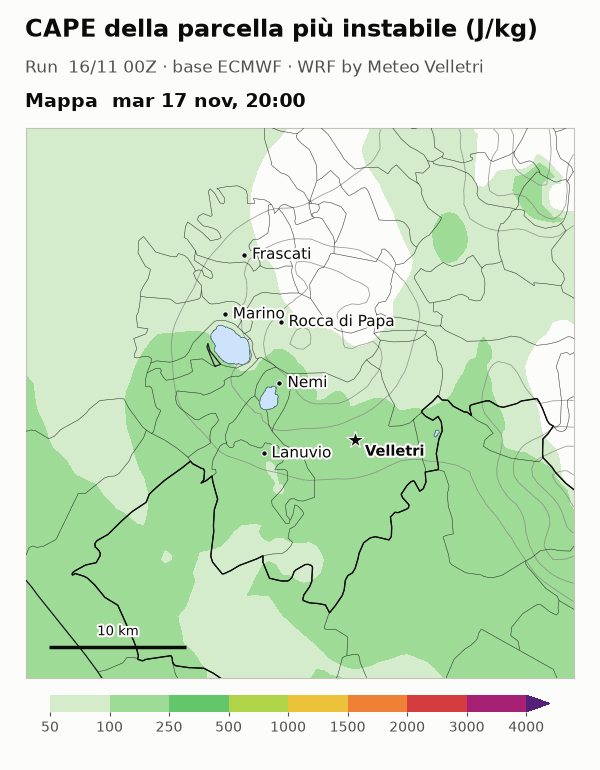 CAPE della parcella più instabile (J/kg)
Run  16/11 00Z · base ECMWF · WRF by Meteo Velletri
Mappa  mar 17 nov, 20:00
Frascati
Marino
Rocca di Papa
Nemi
Velletri
Lanuvio
10 km
50 100 250 500 1000 1500 2000 3000 4000